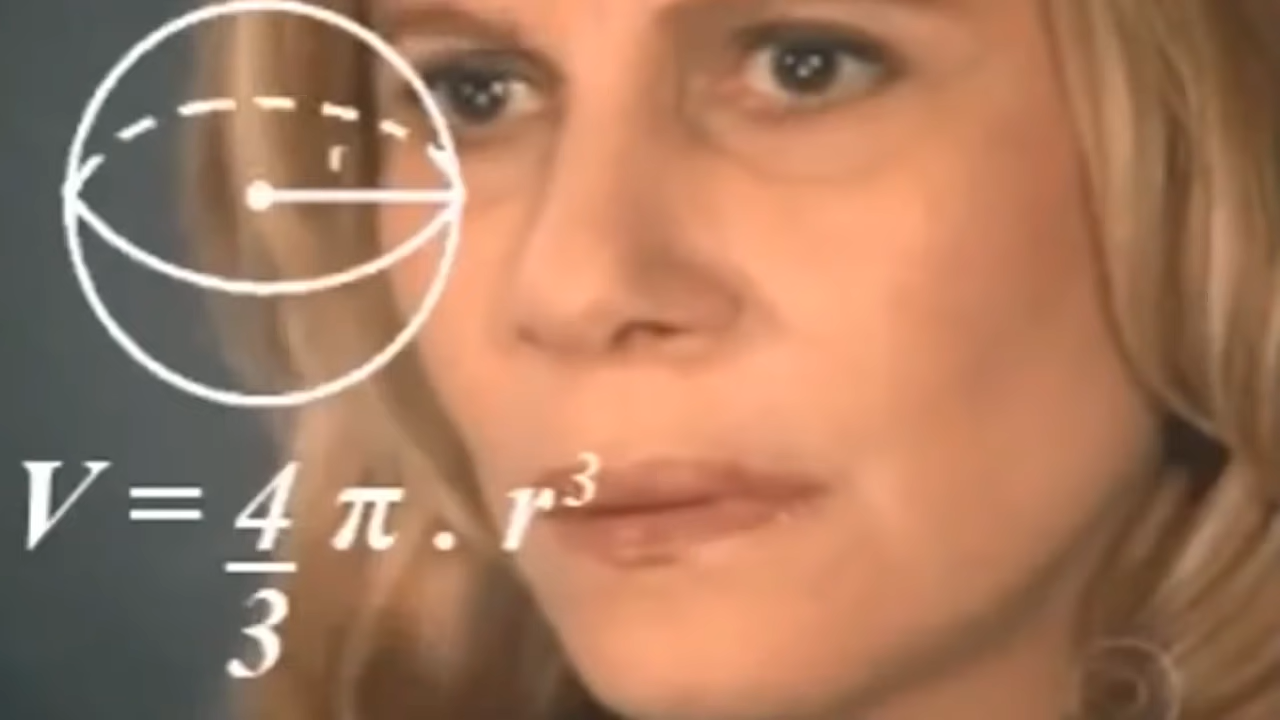 r
V = 4/3 π . r³